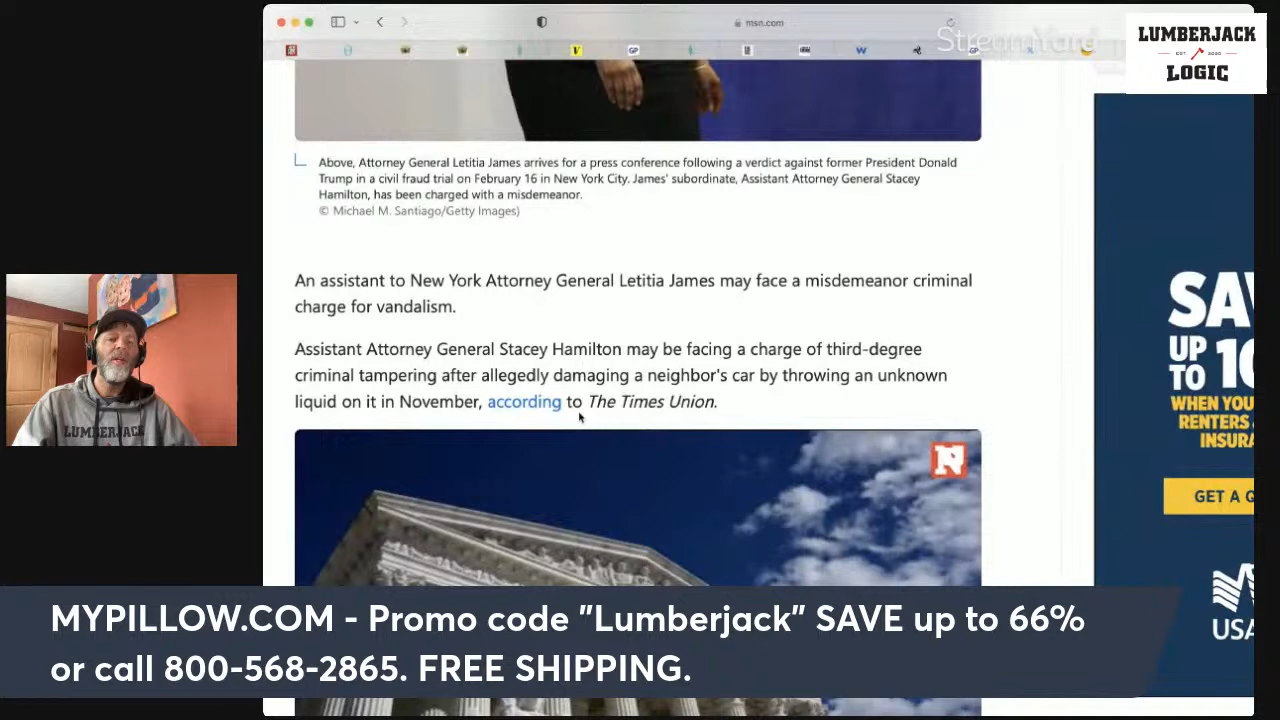 msn.com
StreamYard
LUMBERJACK
EST. 2020
LOGIC
Above, Attorney General Letitia James arrives for a press conference following a verdict against former President Donald
Trump in a civil fraud trial on February 16 in New York City. James' subordinate, Assistant Attorney General Stacey
Hamilton, has been charged with a misdemeanor.
© Michael M. Santiago/Getty Images)
An assistant to New York Attorney General Letitia James may face a misdemeanor criminal
charge for vandalism.
Assistant Attorney General Stacey Hamilton may be facing a charge of third-degree
criminal tampering after allegedly damaging a neighbor's car by throwing an unknown
liquid on it in November, according to The Times Union.
N
LUMBERJACK
SAV
UP
TO 10
WHEN YOU
RENTERS
INSURA
GET A Q
USA
MYPILLOW.COM - Promo code "Lumberjack" SAVE up to 66%
or call 800-568-2865. FREE SHIPPING.